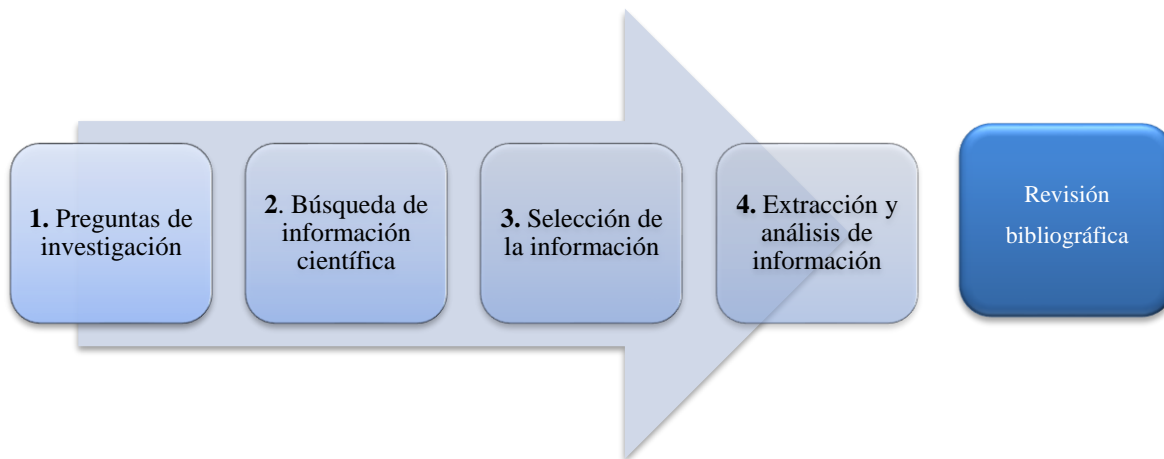 1. Preguntas de
investigación
2. Búsqueda de
información
científica
3. Selección de
la información
4. Extracción y
análisis de
información
Revisión
bibliográfica